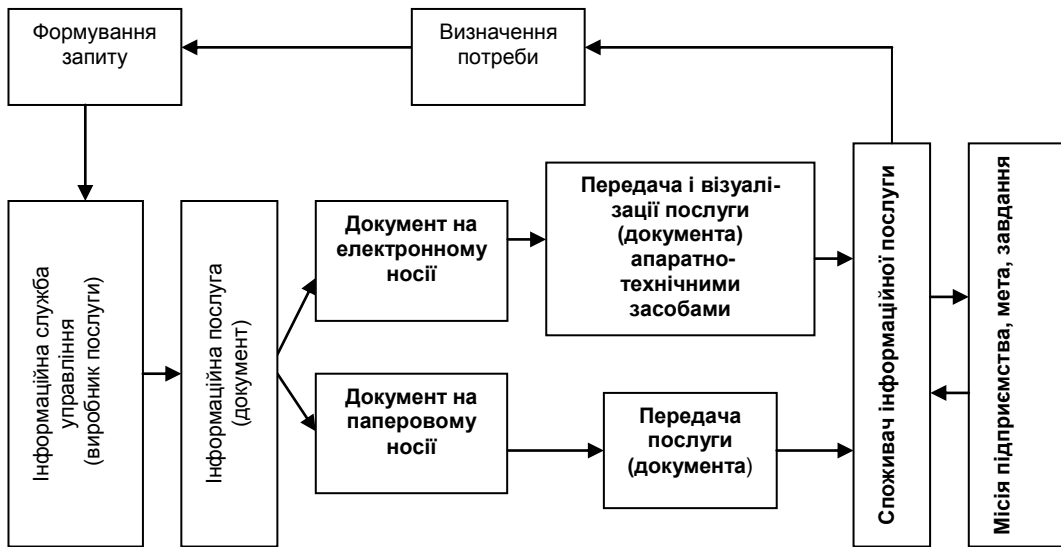 Формування
запиту
Визначення
потреби
Інформаційна служба
управління
(виробник послуги)
Інформаційна послуга
(документ)
Документ на
електронному
носії
Передача і візуалі-
зації послуги
(документа)
апаратно-
технічними
засобами
Документ на
паперовому
носії
Передача
послуги
(документа)
Споживач інформаційної послуги
Місія підприємства, мета, завдання